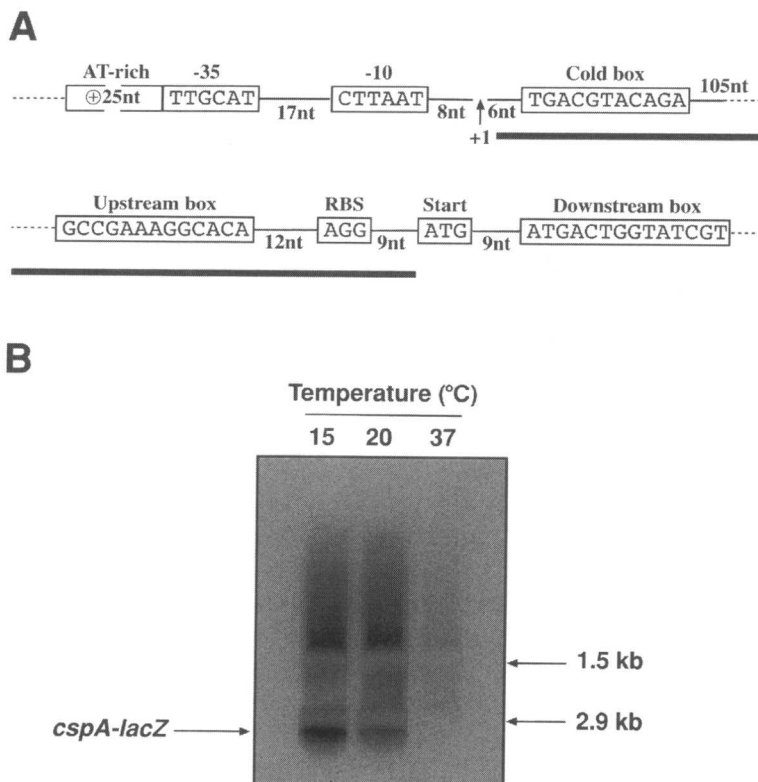 A
AT-rich -35 -10 Cold box
⊕25nt TTGCAT 17nt CTTAAT 8nt 6nt TGACGTACAGA 105nt
+1
Upstream box RBS Start Downstream box
GCCGAAAGGCACA 12nt AGG 9nt ATG 9nt ATGACTGGTATCGT
B
Temperature (°C)
15 20 37
1.5 kb
2.9 kb
cspA-lacZ